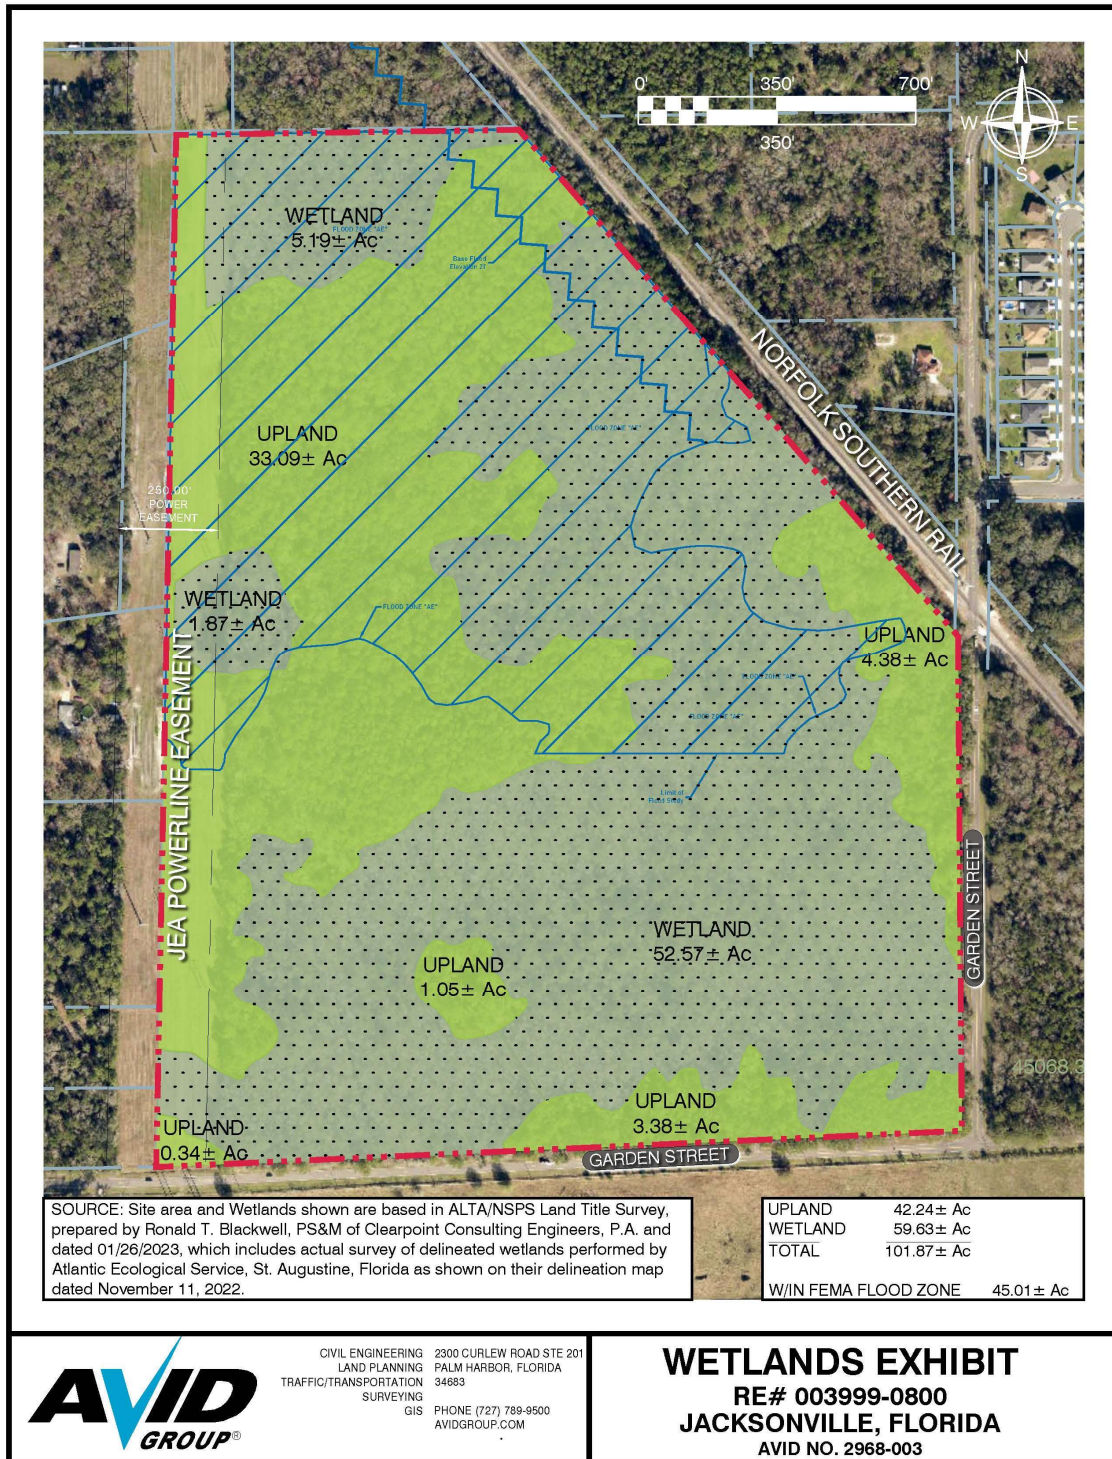 0' 350' 700'
350'
N
W E
S
WETLAND
FLOOD ZONE "AE"
5.19± Ac
Base Flood
Elevation 21
NORFOLK SOUTHERN RAIL
UPLAND
33.09± Ac
FLOOD ZONE "AE"
250.00'
POWER
EASEMENT
WETLAND
1.87± Ac
FLOOD ZONE "AE"
UPLAND
4.38± Ac
JEA POWERLINE EASEMENT
FLOOD ZONE "AE"
FLOOD ZONE "AE"
Limit of
Flood Study
GARDEN STREET
WETLAND
52.57± Ac
UPLAND
1.05± Ac
45068.3
UPLAND
3.38± Ac
UPLAND
0.34± Ac
GARDEN STREET
SOURCE: Site area and Wetlands shown are based in ALTA/NSPS Land Title Survey,
prepared by Ronald T. Blackwell, PS&M of Clearpoint Consulting Engineers, P.A. and
dated 01/26/2023, which includes actual survey of delineated wetlands performed by
Atlantic Ecological Service, St. Augustine, Florida as shown on their delineation map
dated November 11, 2022.
UPLAND 42.24± Ac
WETLAND 59.63± Ac
TOTAL 101.87± Ac
W/IN FEMA FLOOD ZONE 45.01± Ac
AVID
GROUP®
CIVIL ENGINEERING
LAND PLANNING
TRAFFIC/TRANSPORTATION
SURVEYING
GIS
2300 CURLEW ROAD STE 201
PALM HARBOR, FLORIDA
34683
PHONE (727) 789-9500
AVIDGROUP.COM
WETLANDS EXHIBIT
RE# 003999-0800
JACKSONVILLE, FLORIDA
AVID NO. 2968-003